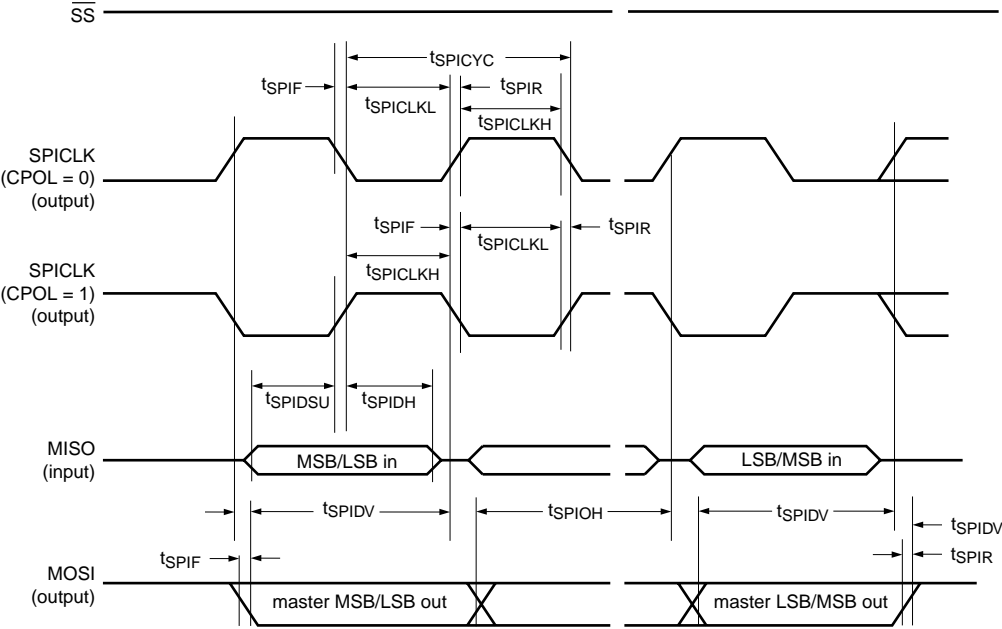 SS
tSPICYC
tSPIF
tSPIR
tSPICLKL
tSPICLKH
SPICLK
(CPOL = 0)
(output)
tSPIF
tSPIR
tSPICLKL
tSPICLKH
SPICLK
(CPOL = 1)
(output)
tSPIDSU
tSPIDH
MISO
(input)
MSB/LSB in
LSB/MSB in
tSPIDV
tSPIOH
tSPIDV
tSPIDV
tSPIF
tSPIR
MOSI
(output)
master MSB/LSB out
master LSB/MSB out